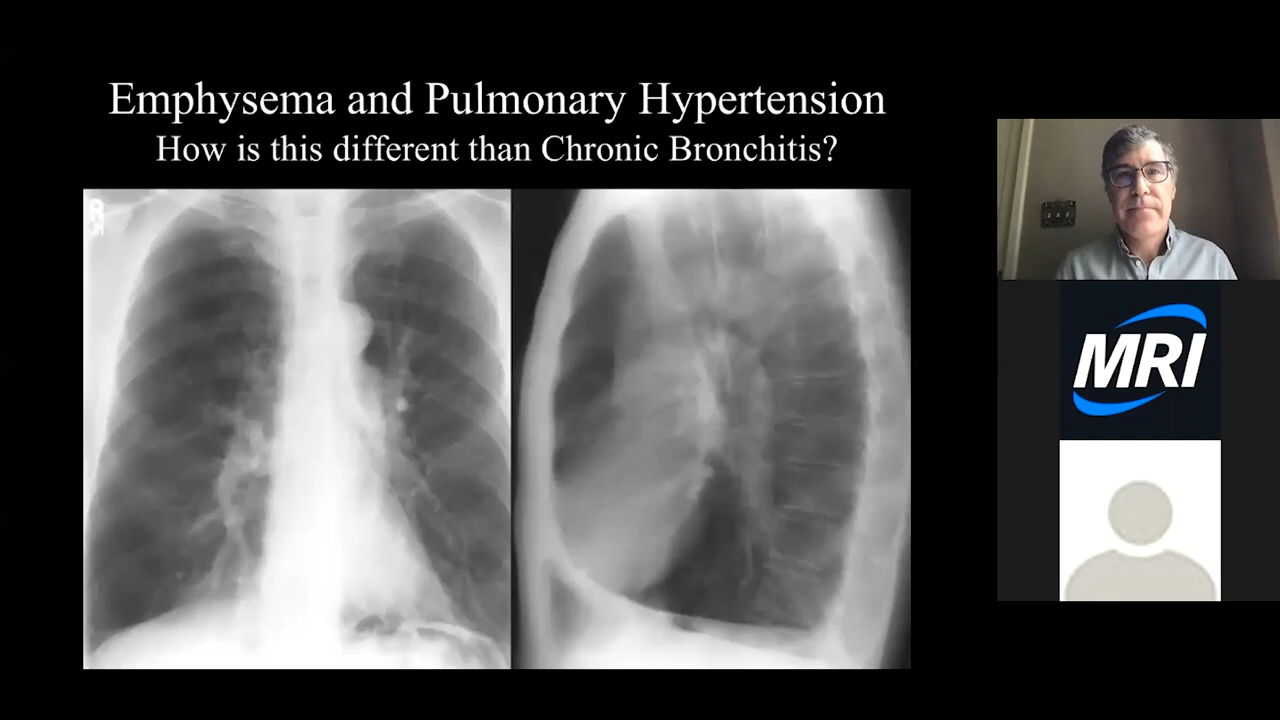 Emphysema and Pulmonary Hypertension
How is this different than Chronic Bronchitis?
R
MRI